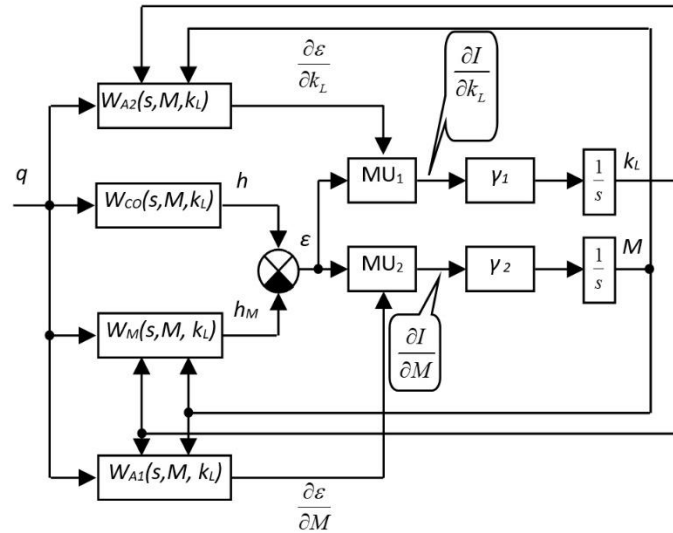 ∂ε/∂k_L
∂I/∂k_L
W_A2(s,M,k_L)
q
MU₁
γ₁
1/s
k_L
h
W_CO(s,M,k_L)
ε
MU₂
γ₂
1/s
M
h_M
W_M(s,M, k_L)
∂I/∂M
W_A1(s,M, k_L)
∂ε/∂M